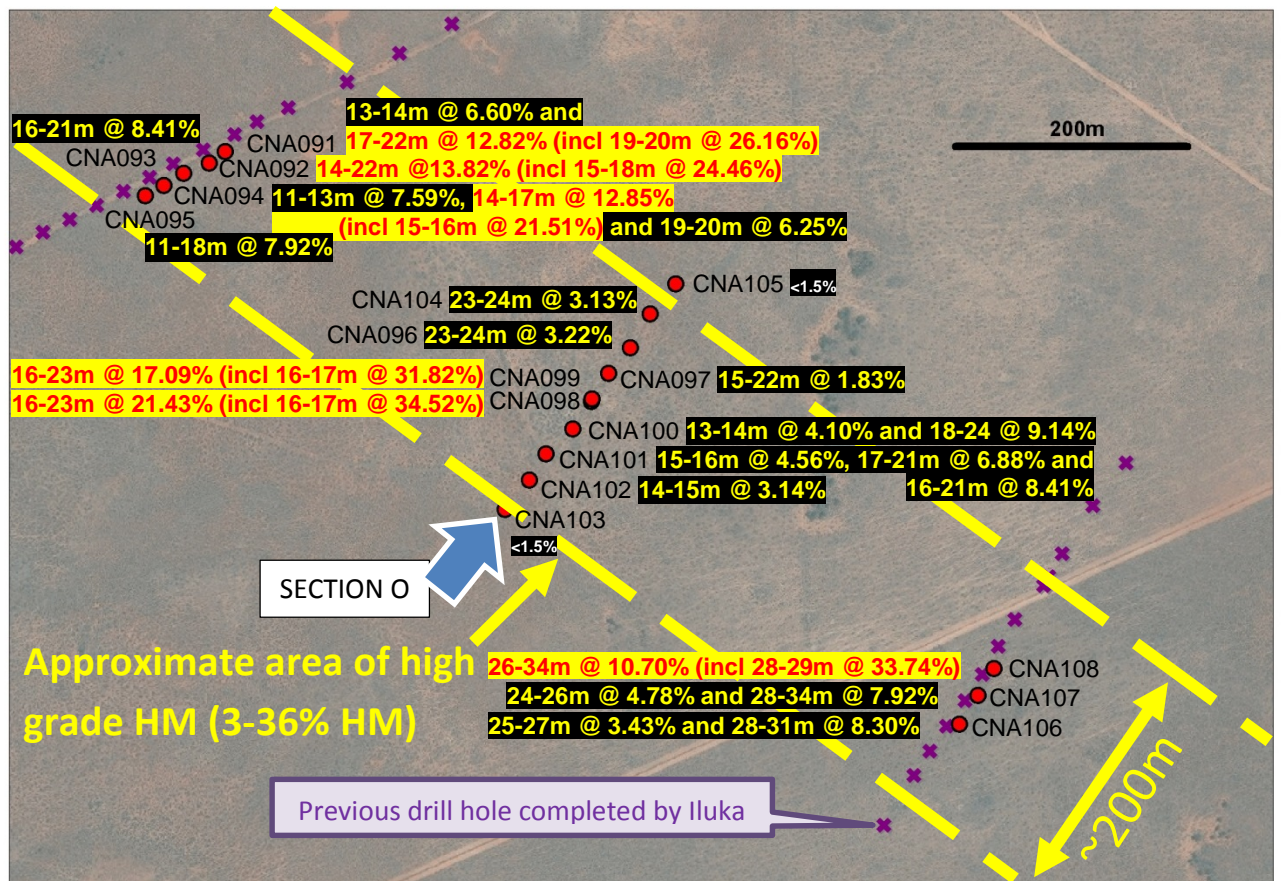 13-14m @ 6.60% and
16-21m @ 8.41%
CNA091
17-22m @ 12.82% (incl 19-20m @ 26.16%)
200m
CNA093
CNA092
14-22m @13.82% (incl 15-18m @ 24.46%)
CNA094
11-13m @ 7.59%, 14-17m @ 12.85%
CNA095
(incl 15-16m @ 21.51%) and 19-20m @ 6.25%
11-18m @ 7.92%
CNA105 <1.5%
CNA104 23-24m @ 3.13%
CNA096 23-24m @ 3.22%
16-23m @ 17.09% (incl 16-17m @ 31.82%) CNA099
CNA097 15-22m @ 1.83%
16-23m @ 21.43% (incl 16-17m @ 34.52%) CNA098
CNA100 13-14m @ 4.10% and 18-24 @ 9.14%
CNA101 15-16m @ 4.56%, 17-21m @ 6.88% and
16-21m @ 8.41%
CNA102 14-15m @ 3.14%
CNA103
<1.5%
SECTION O
Approximate area of high
grade HM (3-36% HM)
26-34m @ 10.70% (incl 28-29m @ 33.74%)
CNA108
24-26m @ 4.78% and 28-34m @ 7.92%
CNA107
25-27m @ 3.43% and 28-31m @ 8.30%
CNA106
~200m
Previous drill hole completed by Iluka